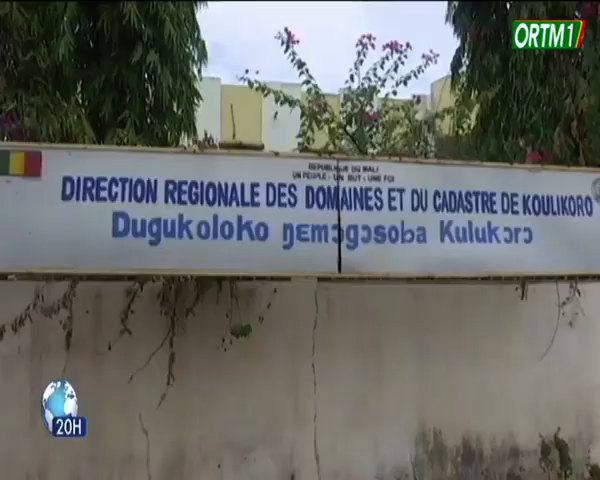 ORTM1
REPUBLIQUE DU MALI
UN PEUPLE - UN BUT - UNE FOI
DIRECTION REGIONALE DES DOMAINES ET DU CADASTRE DE KOULIKORO
Dugukoloko ŋɛmɔgɔsoba Kulukɔrɔ
20H